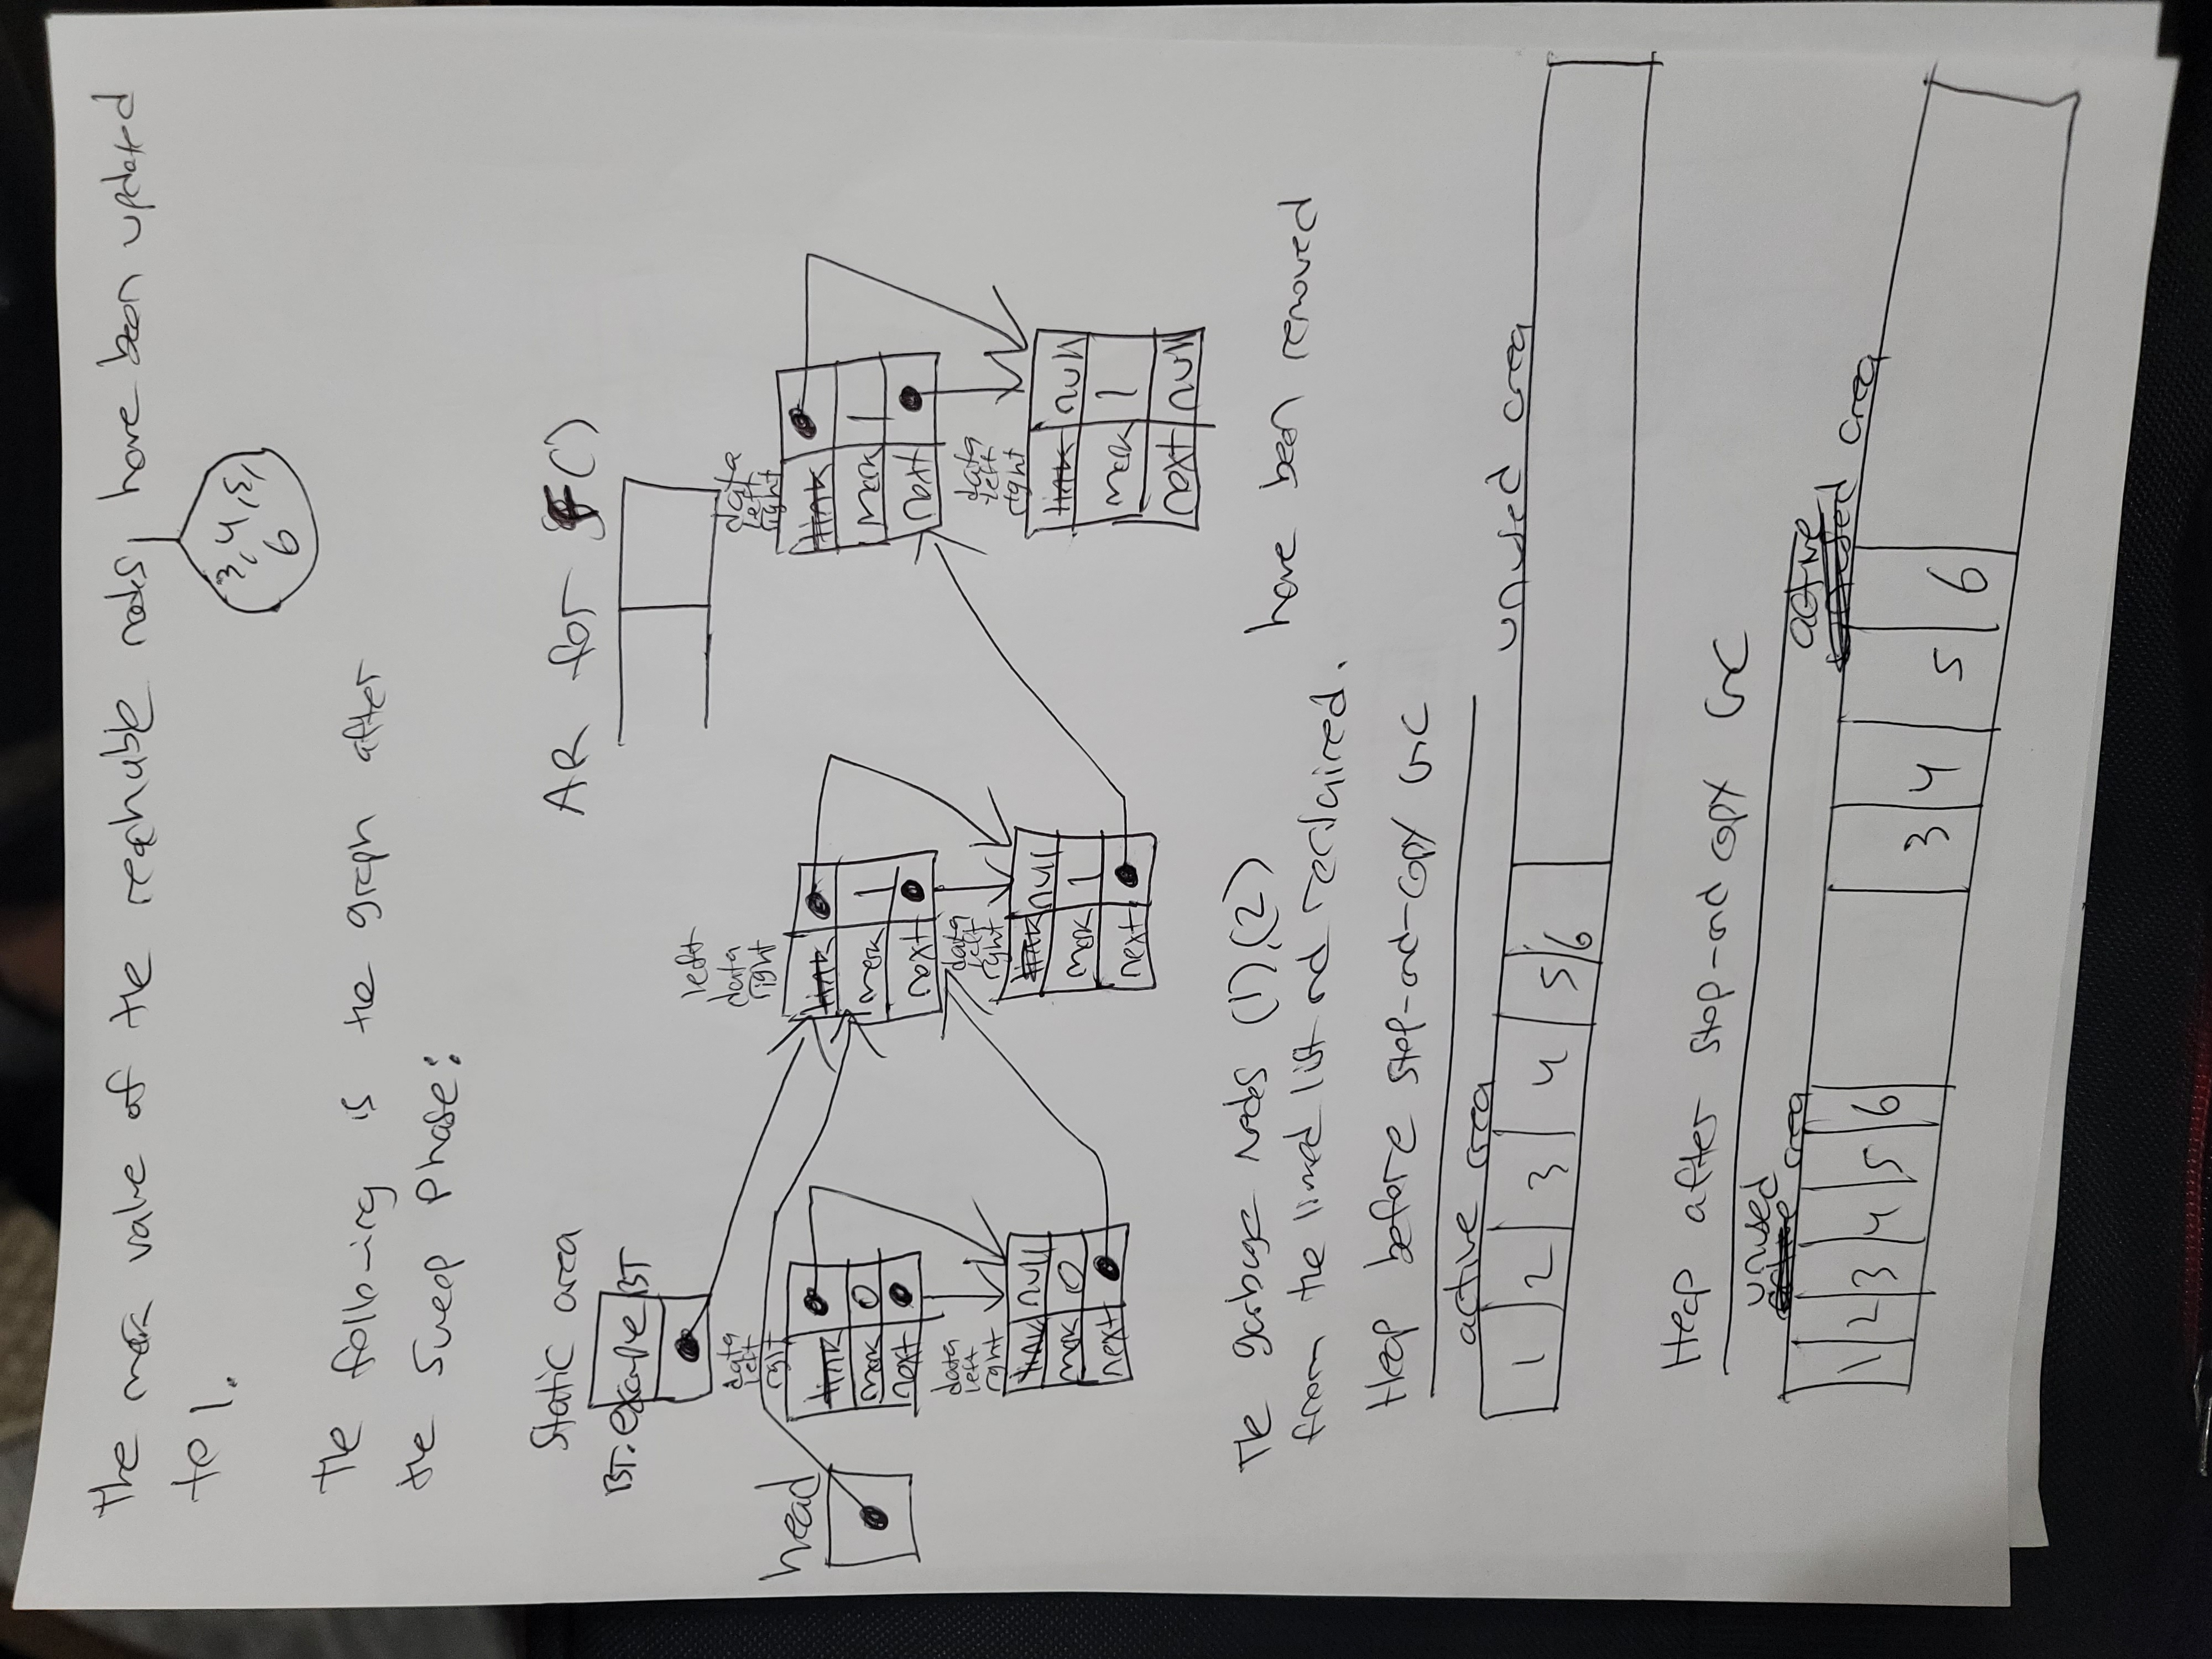 The mark value of the reachable nodes, have been updated
to 1.
3, 4, 5,
6
The following is the graph after
the Sweep Phase:
Static area
AR for f()
BT.exampleBT
head
data
left
right
link
mark 0
next
left
data
right
link
mark 1
next
data
left
right
link
mark 1
next
data
left
right
link null
mark 0
next
data
left
right
link null
mark 1
next
data
left
right
link null
mark 1
next null
The garbage nodes (1), (2) have been removed
from the linked list and reclaimed.
Heap before stop-and-copy GC
active area
unused area
1 2 3 4 5 6
Heap after stop-and copy GC
unused area
active area
1 2 3 4 5 6
3 4 5 6